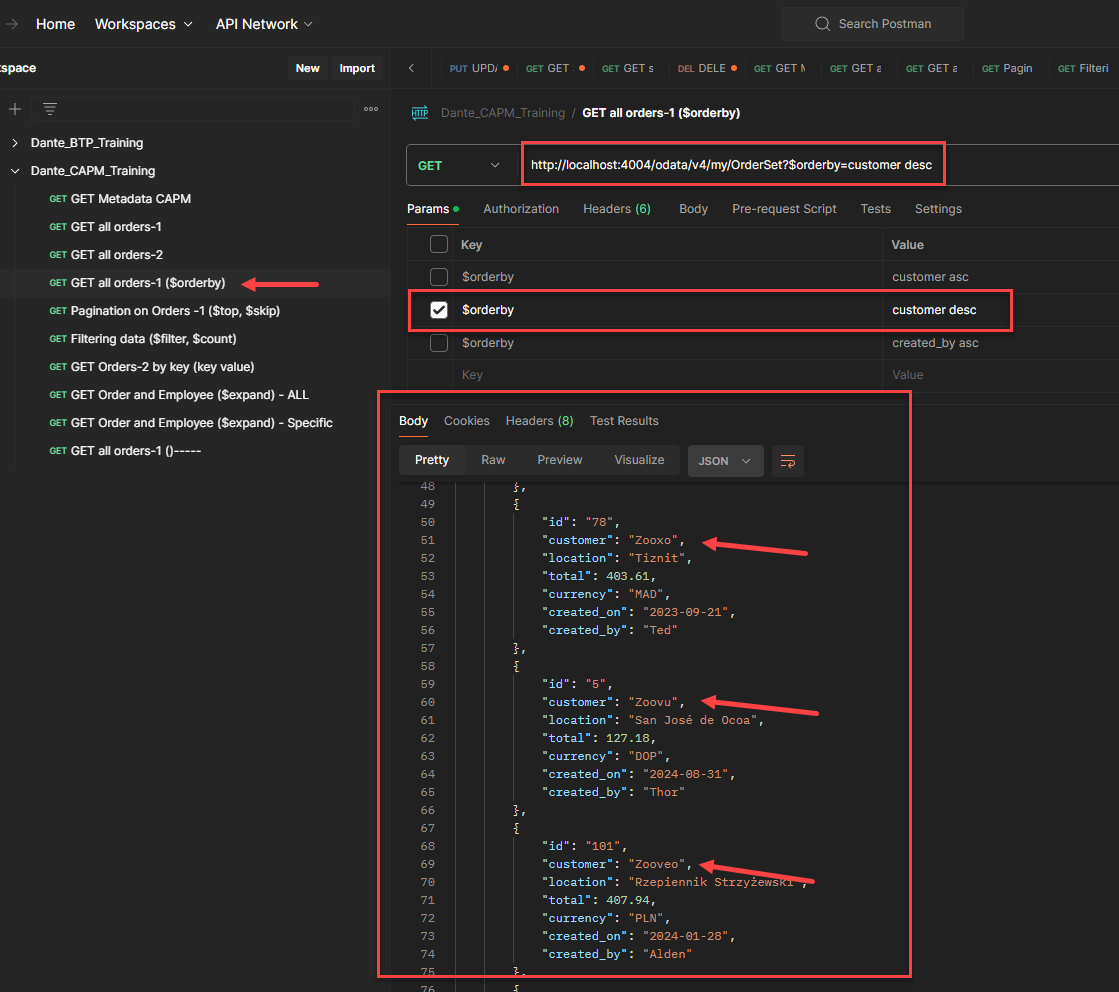 Home Workspaces API Network Search Postman
space New Import
PUT UPDA GET GET GET GET s DEL DELE GET GET M GET GET a GET GET a GET Pagin GET Filteri
Dante_CAPM_Training / GET all orders-1 ($orderby)
GET http://localhost:4004/odata/v4/my/OrderSet?$orderby=customer desc
Params Authorization Headers (6) Body Pre-request Script Tests Settings
Key Value
$orderby customer asc
$orderby customer desc
$orderby created_by asc
Key Value
Dante_BTP_Training
Dante_CAPM_Training
GET GET Metadata CAPM
GET GET all orders-1
GET GET all orders-2
GET GET all orders-1 ($orderby)
GET Pagination on Orders -1 ($top, $skip)
GET Filtering data ($filter, $count)
GET GET Orders-2 by key (key value)
GET GET Order and Employee ($expand) - ALL
GET GET Order and Employee ($expand) - Specific
GET GET all orders-1 ()-----
Body Cookies Headers (8) Test Results
Pretty Raw Preview Visualize JSON
48 },
49 {
50 "id": "78",
51 "customer": "Zooxo",
52 "location": "Tiznit",
53 "total": 403.61,
54 "currency": "MAD",
55 "created_on": "2023-09-21",
56 "created_by": "Ted"
57 },
58 {
59 "id": "5",
60 "customer": "Zoovu",
61 "location": "San José de Ocoa",
62 "total": 127.18,
63 "currency": "DOP",
64 "created_on": "2024-08-31",
65 "created_by": "Thor"
66 },
67 {
68 "id": "101",
69 "customer": "Zooveo",
70 "location": "Rzepiennik Strzyżewski",
71 "total": 407.94,
72 "currency": "PLN",
73 "created_on": "2024-01-28",
74 "created_by": "Alden"
75 },
76 {